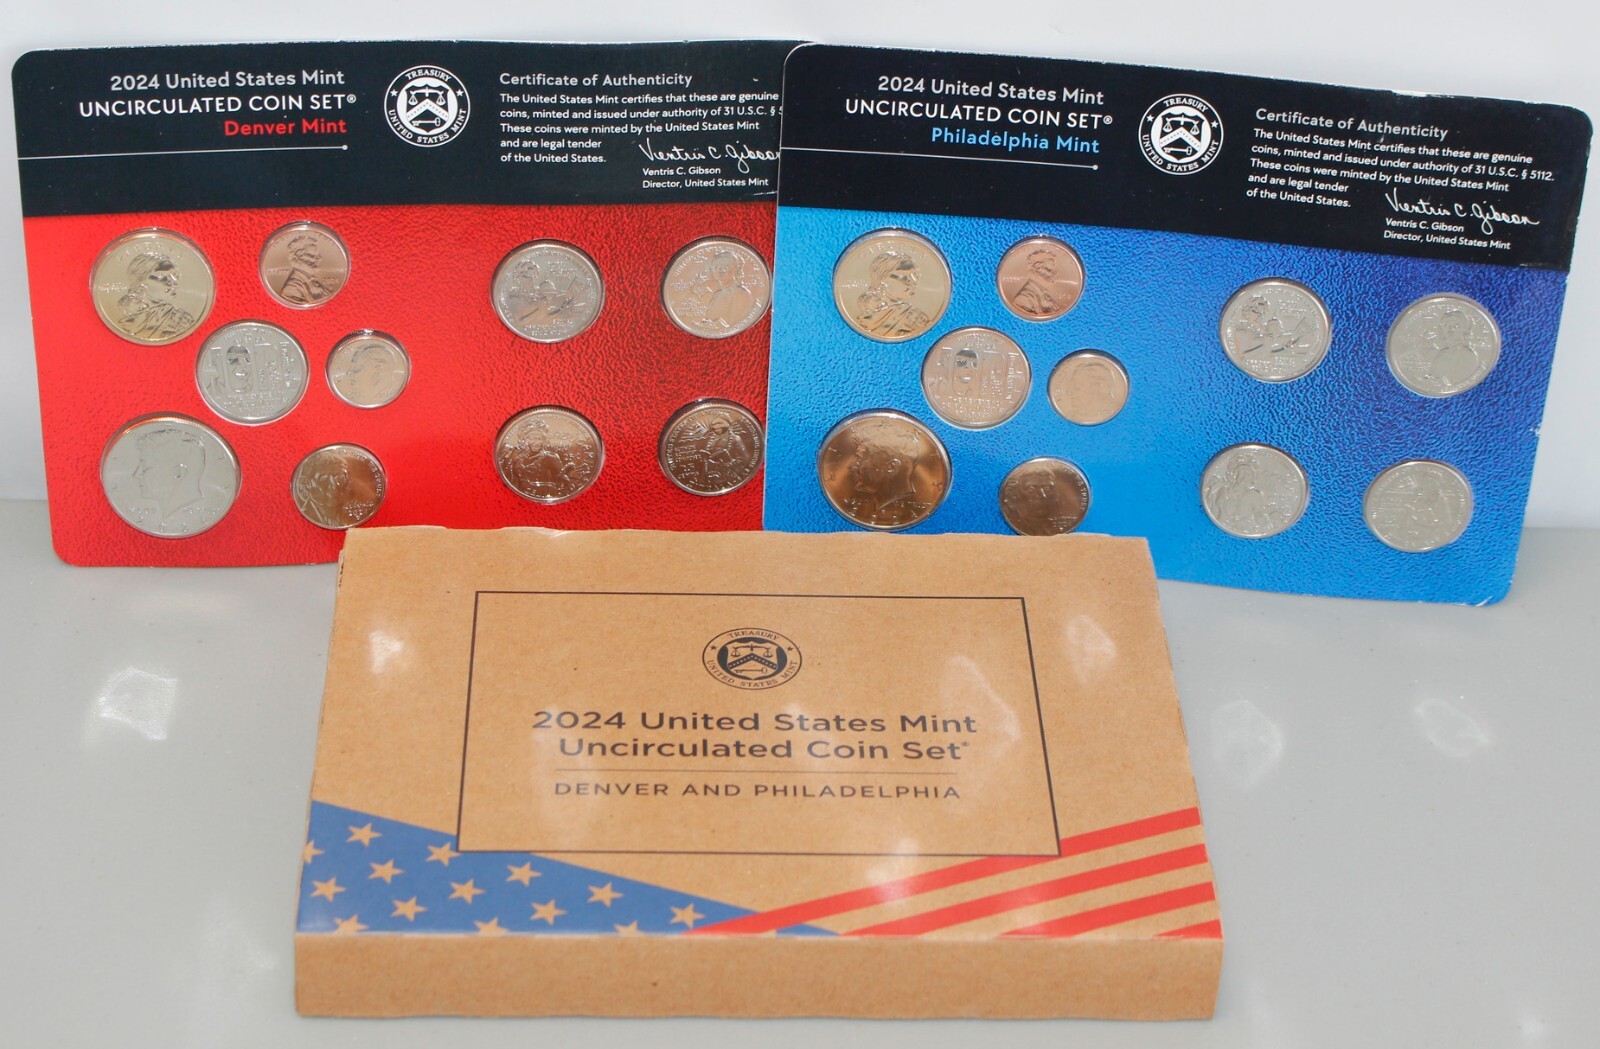 2024 United States Mint
UNCIRCULATED COIN SET®
Denver Mint
TREASURY
UNITED STATES MINT
Certificate of Authenticity
The United States Mint certifies that these are genuine
coins, minted and issued under authority of 31 U.S.C. §
These coins were minted by the United States Mint
and are legal tender
of the United States.
Ventris C. Gibson
Ventris C. Gibson
Director, United States Mint
2024 United States Mint
UNCIRCULATED COIN SET®
Philadelphia Mint
TREASURY
UNITED STATES MINT
Certificate of Authenticity
The United States Mint certifies that these are genuine
coins, minted and issued under authority of 31 U.S.C. § 5112.
These coins were minted by the United States Mint
and are legal tender
of the United States.
Ventris C. Gibson
Ventris C. Gibson
Director, United States Mint
TREASURY
UNITED STATES MINT
2024 United States Mint
Uncirculated Coin Set®
DENVER AND PHILADELPHIA